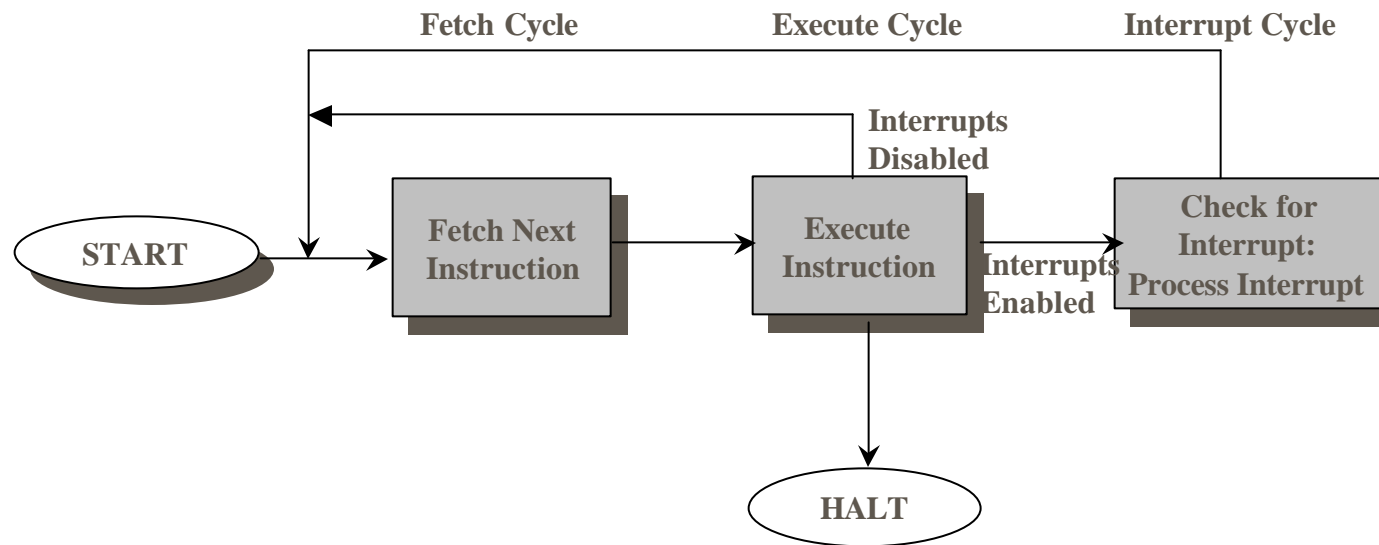 Fetch Cycle
Execute Cycle
Interrupt Cycle
Interrupts
Disabled
START
Fetch Next
Instruction
Execute
Instruction
Interrupts
Enabled
Check for
Interrupt:
Process Interrupt
HALT